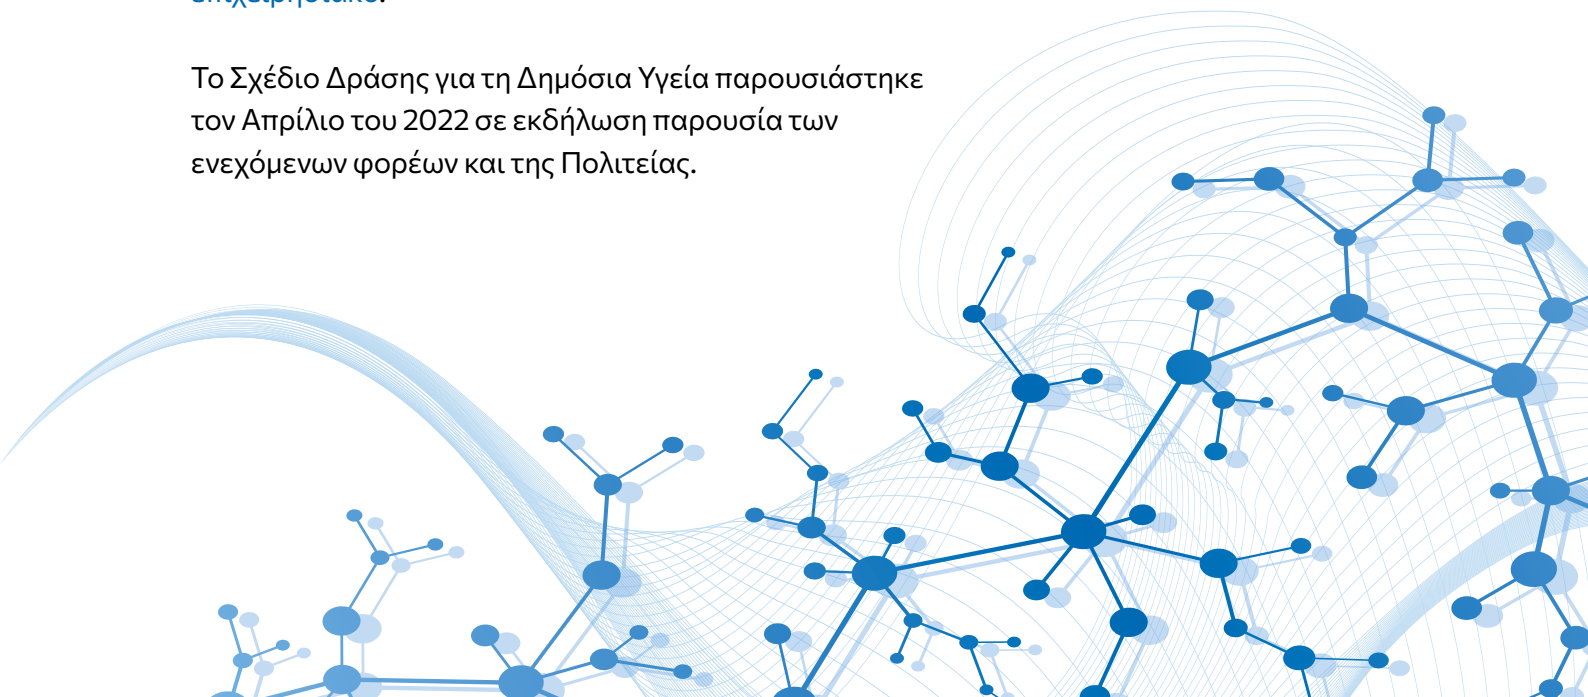 επιχειρησιακό.
Το Σχέδιο Δράσης για τη Δημόσια Υγεία παρουσιάστηκε
τον Απρίλιο του 2022 σε εκδήλωση παρουσία των
ενεχόμενων φορέων και της Πολιτείας.